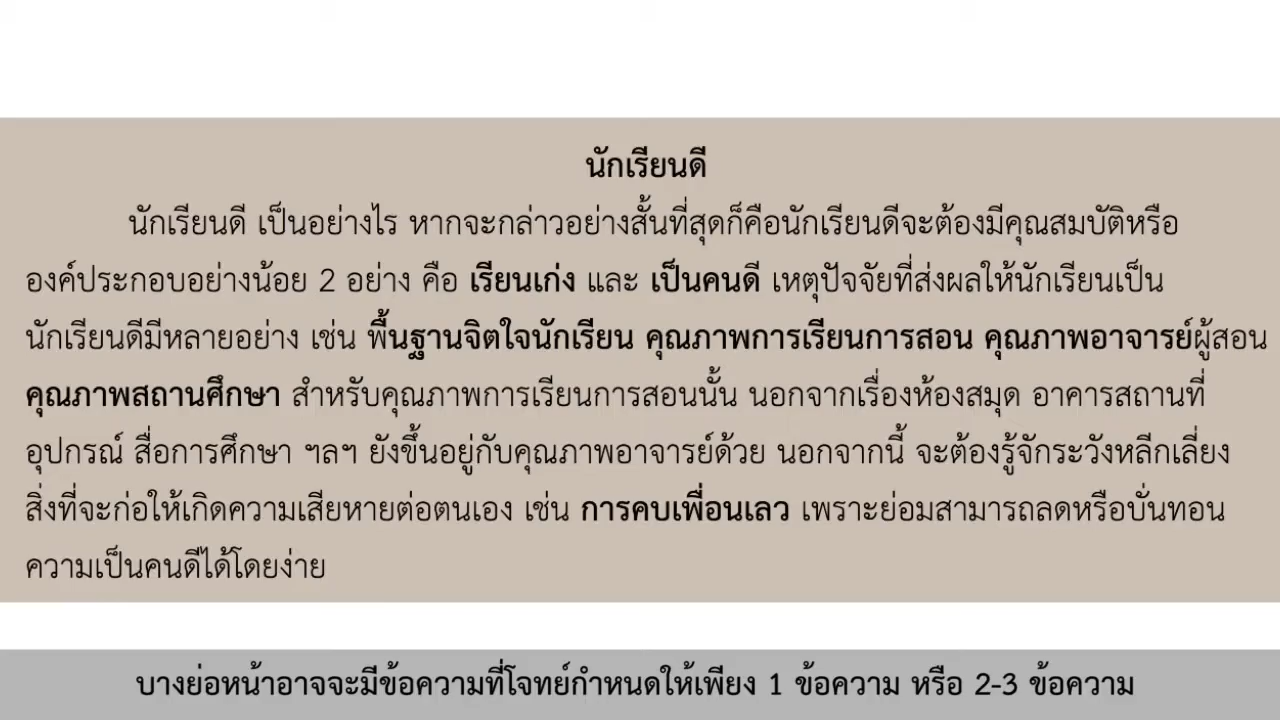 นักเรียนดี
นักเรียนดี เป็นอย่างไร หากจะกล่าวอย่างสั้นที่สุดก็คือนักเรียนดีจะต้องมีคุณสมบัติหรือ
องค์ประกอบอย่างน้อย 2 อย่าง คือ เรียนเก่ง และ เป็นคนดี เหตุปัจจัยที่ส่งผลให้นักเรียนเป็น
นักเรียนดีมีหลายอย่าง เช่น พื้นฐานจิตใจนักเรียน คุณภาพการเรียนการสอน คุณภาพอาจารย์ผู้สอน
คุณภาพสถานศึกษา สำหรับคุณภาพการเรียนการสอนนั้น นอกจากเรื่องห้องสมุด อาคารสถานที่
อุปกรณ์ สื่อการศึกษา ฯลฯ ยังขึ้นอยู่กับคุณภาพอาจารย์ด้วย นอกจากนี้ จะต้องรู้จักระวังหลีกเลี่ยง
สิ่งที่จะก่อให้เกิดความเสียหายต่อตนเอง เช่น การคบเพื่อนเลว เพราะย่อมสามารถลดหรือบั่นทอน
ความเป็นคนดีได้โดยง่าย
บางย่อหน้าอาจจะมีข้อความที่โจทย์กำหนดให้เพียง 1 ข้อความ หรือ 2-3 ข้อความ